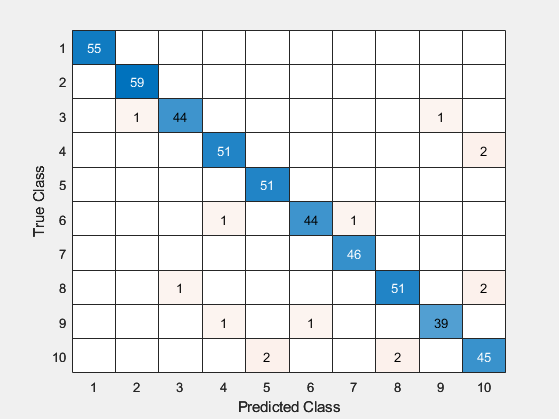 1 55
2 59
3 1 44 1
4 51 2
5 51
6 1 44 1
7 46
8 1 51 2
9 1 1 39
10 2 2 45
1 2 3 4 5 6 7 8 9 10
Predicted Class
True Class